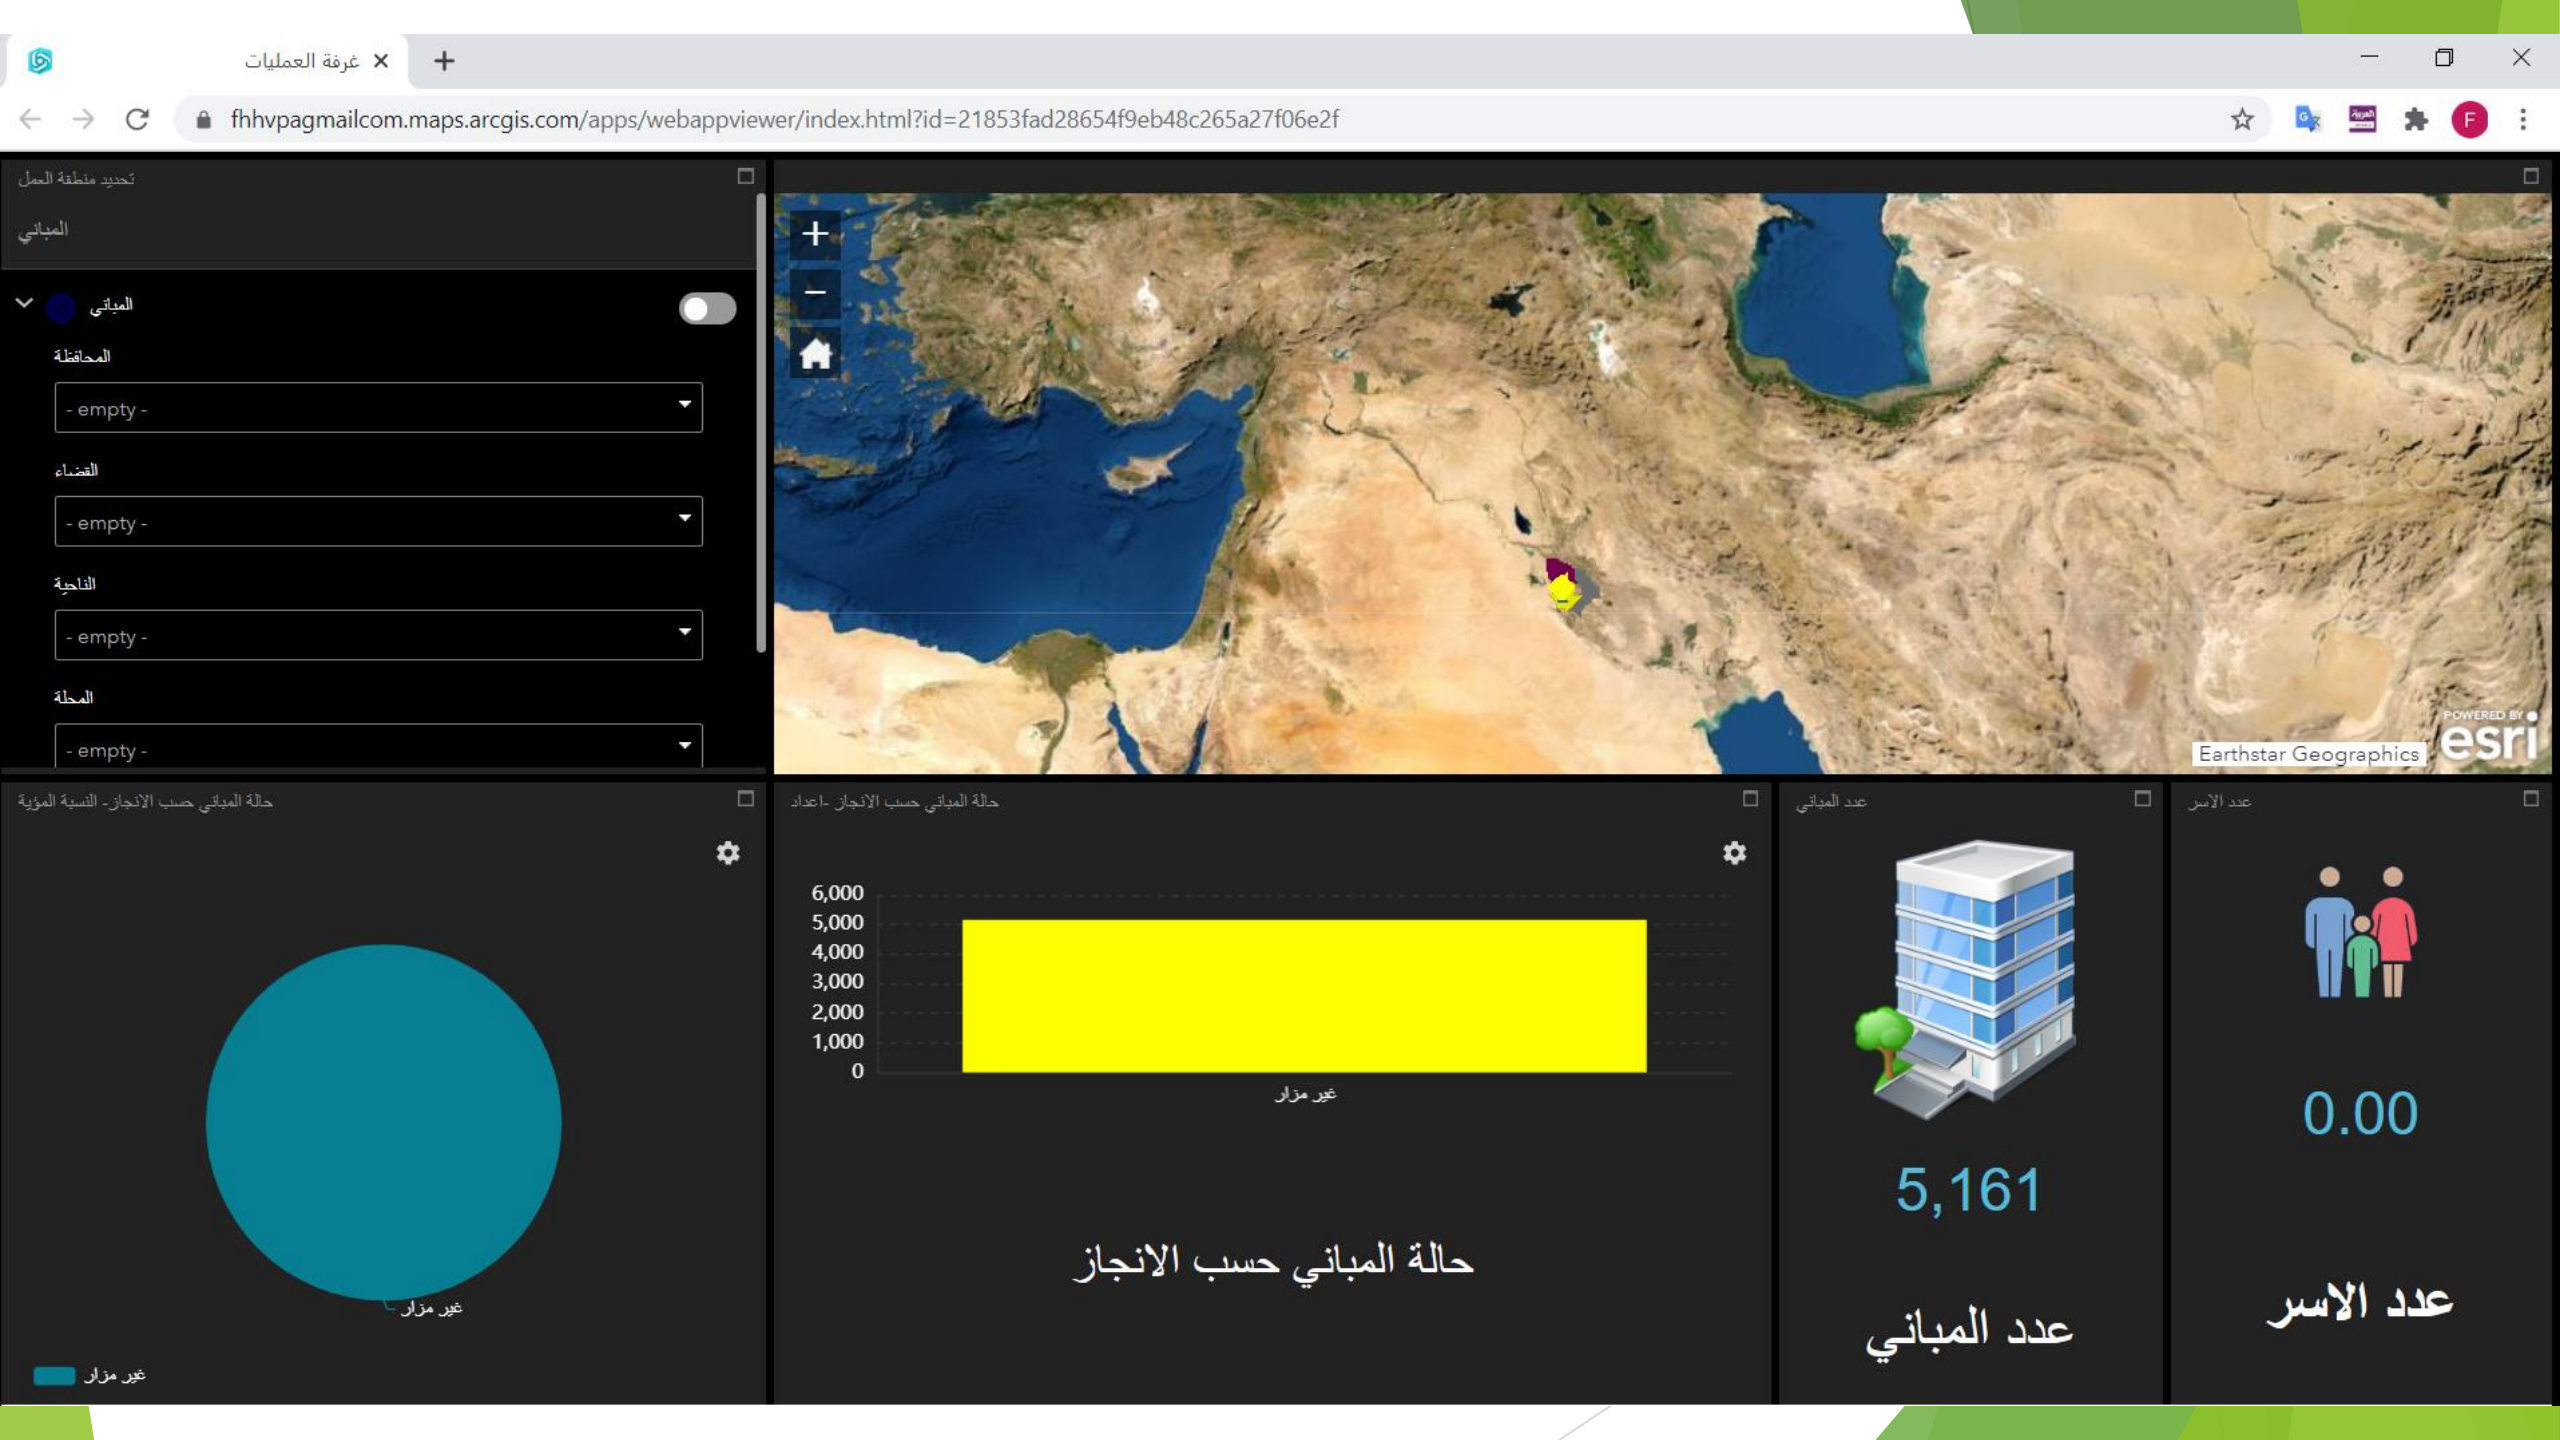 غرفة العمليات
fhhvpagmailcom.maps.arcgis.com/apps/webappviewer/index.html?id=21853fad28654f9eb48c265a27f06e2f
F
تحديد منطقة العمل
المباني
المباني
المحافظة
- empty -
القضاء
- empty -
الناحية
- empty -
المحلة
- empty -
Earthstar Geographics
POWERED BY
esri
حالة المباني حسب الانجاز- النسبة المؤية
غير مزار
غير مزار
حالة المباني حسب الانجاز -اعداد
6,000
5,000
4,000
3,000
2,000
1,000
0
غير مزار
حالة المباني حسب الانجاز
عدد المباني
5,161
عدد المباني
عدد الاسر
0.00
عدد الاسر